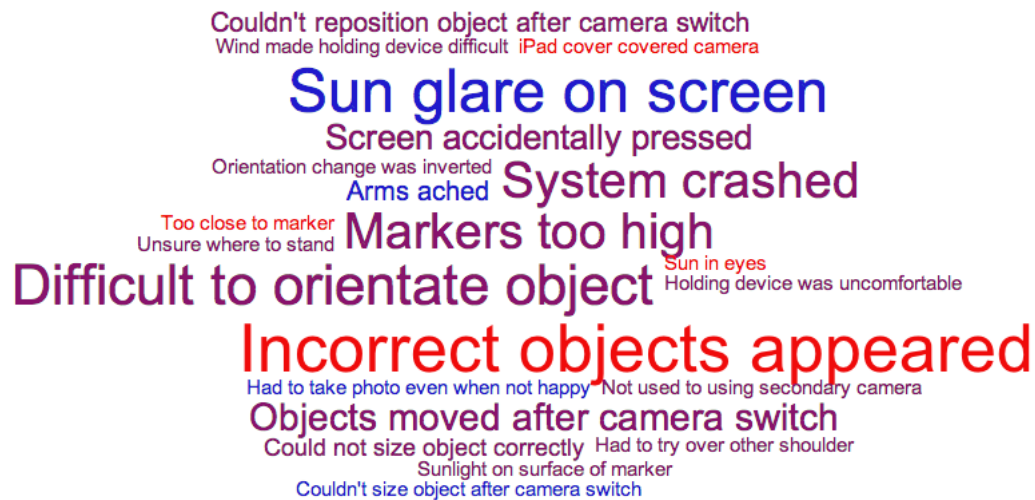 Couldn't reposition object after camera switch
Wind made holding device difficult iPad cover covered camera
Sun glare on screen
Screen accidentally pressed
Orientation change was inverted
Arms ached System crashed
Too close to marker
Unsure where to stand Markers too high
Difficult to orientate object
Sun in eyes
Holding device was uncomfortable
Incorrect objects appeared
Had to take photo even when not happy Not used to using secondary camera
Objects moved after camera switch
Could not size object correctly Had to try over other shoulder
Sunlight on surface of marker
Couldn't size object after camera switch